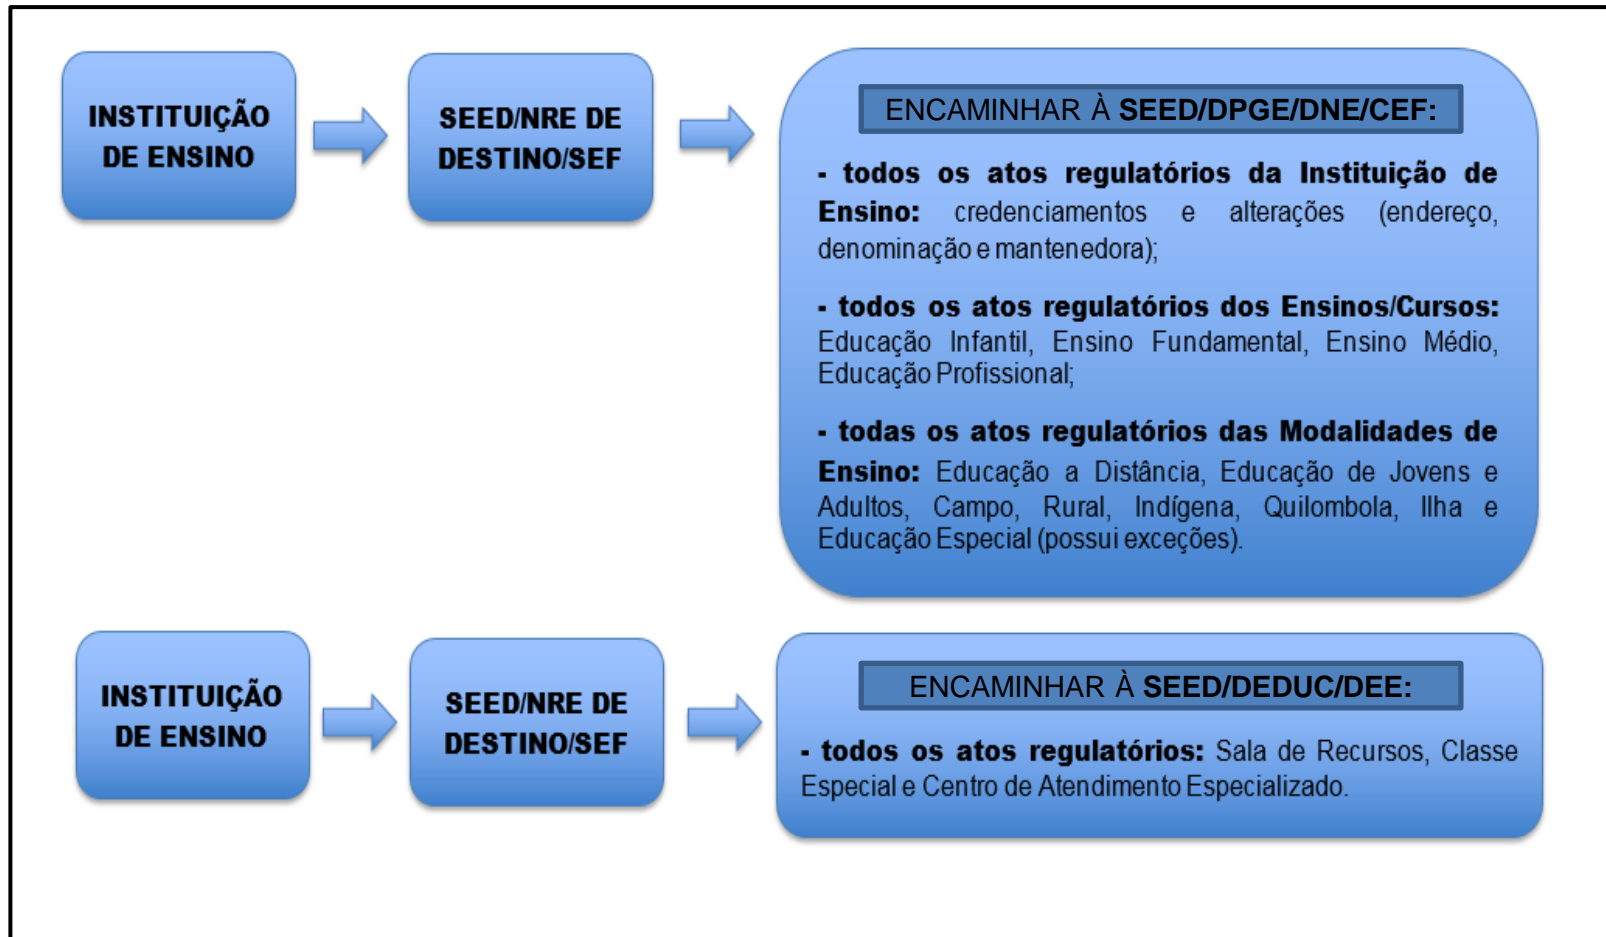 INSTITUIÇÃO
DE ENSINO
SEED/NRE DE
DESTINO/SEF
ENCAMINHAR À SEED/DPGE/DNE/CEF:
- todos os atos regulatórios da Instituição de
Ensino: credenciamentos e alterações (endereço,
denominação e mantenedora);
- todos os atos regulatórios dos Ensinos/Cursos:
Educação Infantil, Ensino Fundamental, Ensino Médio,
Educação Profissional;
- todas os atos regulatórios das Modalidades de
Ensino: Educação a Distância, Educação de Jovens e
Adultos, Campo, Rural, Indígena, Quilombola, Ilha e
Educação Especial (possui exceções).
INSTITUIÇÃO
DE ENSINO
SEED/NRE DE
DESTINO/SEF
ENCAMINHAR À SEED/DEDUC/DEE:
- todos os atos regulatórios: Sala de Recursos, Classe
Especial e Centro de Atendimento Especializado.